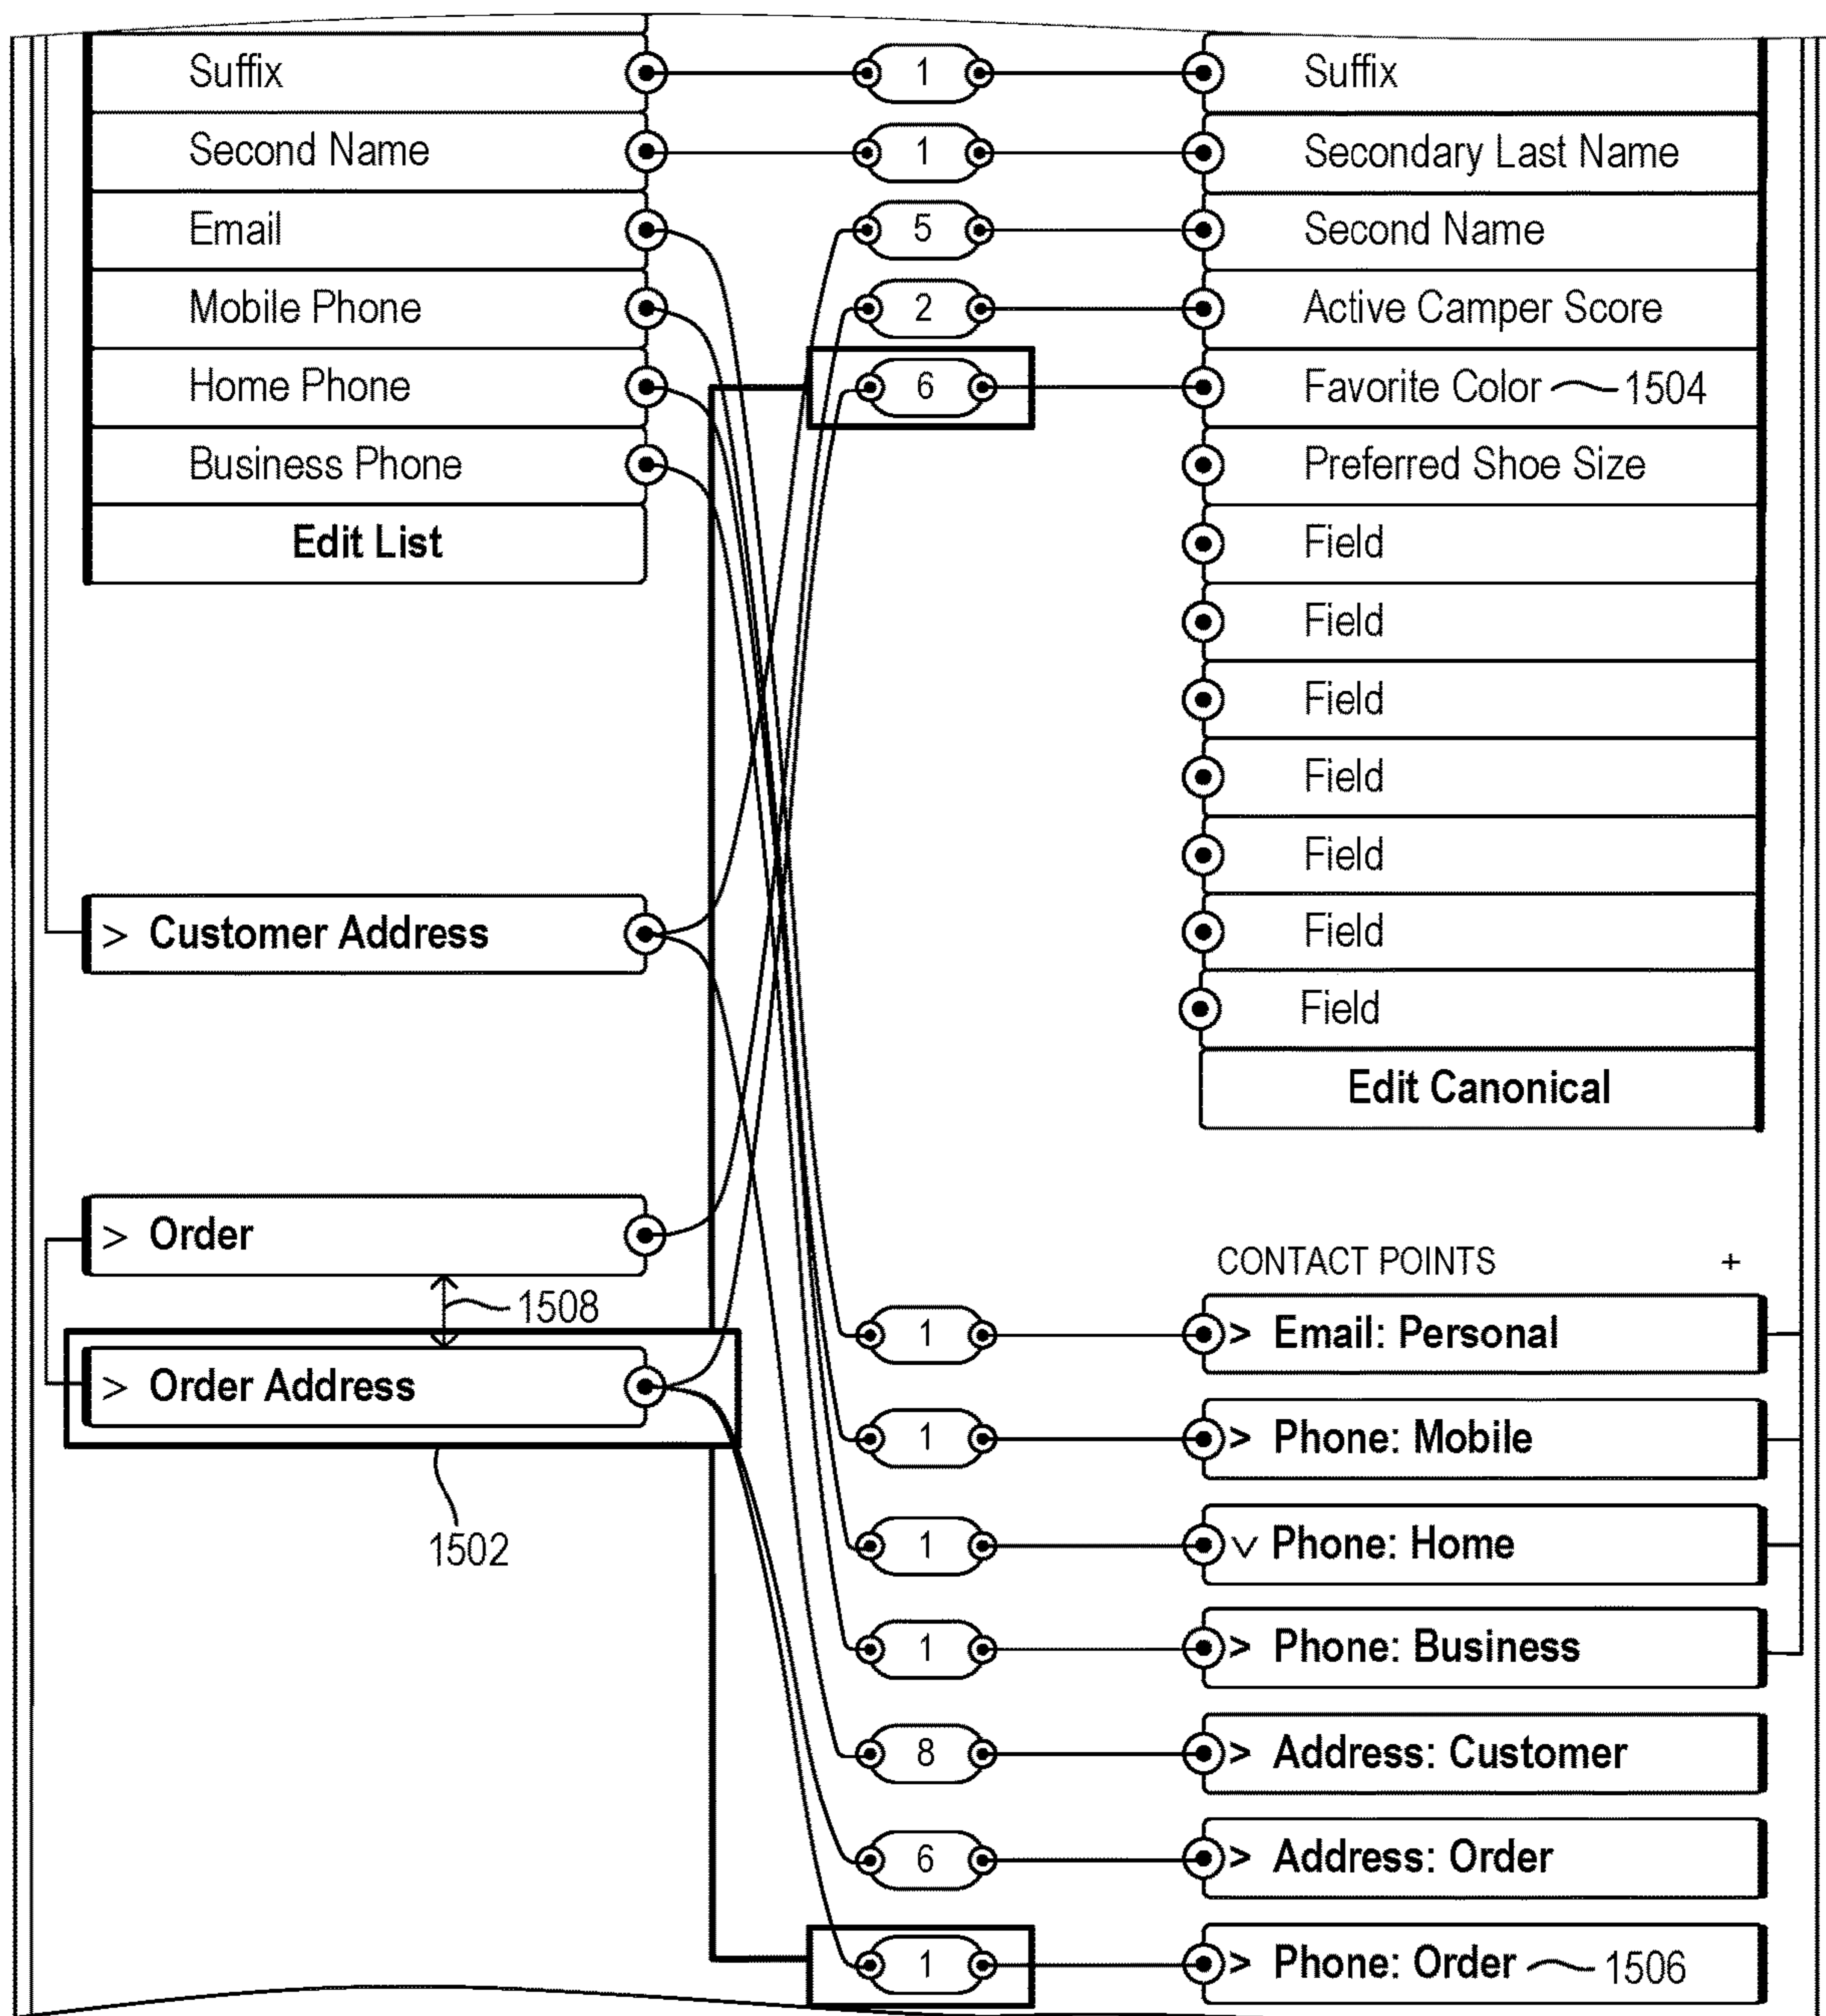 Suffix 1 Suffix
Second Name 1 Secondary Last Name
Email 5 Second Name
Mobile Phone 2 Active Camper Score
Home Phone 6 Favorite Color 1504
Business Phone Preferred Shoe Size
Edit List Field
Field
Field
Field
Field
> Customer Address Field
Field
Edit Canonical
> Order
CONTACT POINTS +
1508
1 > Email: Personal
> Order Address
1 > Phone: Mobile
1502
1 v Phone: Home
1 > Phone: Business
8 > Address: Customer
6 > Address: Order
1 > Phone: Order 1506